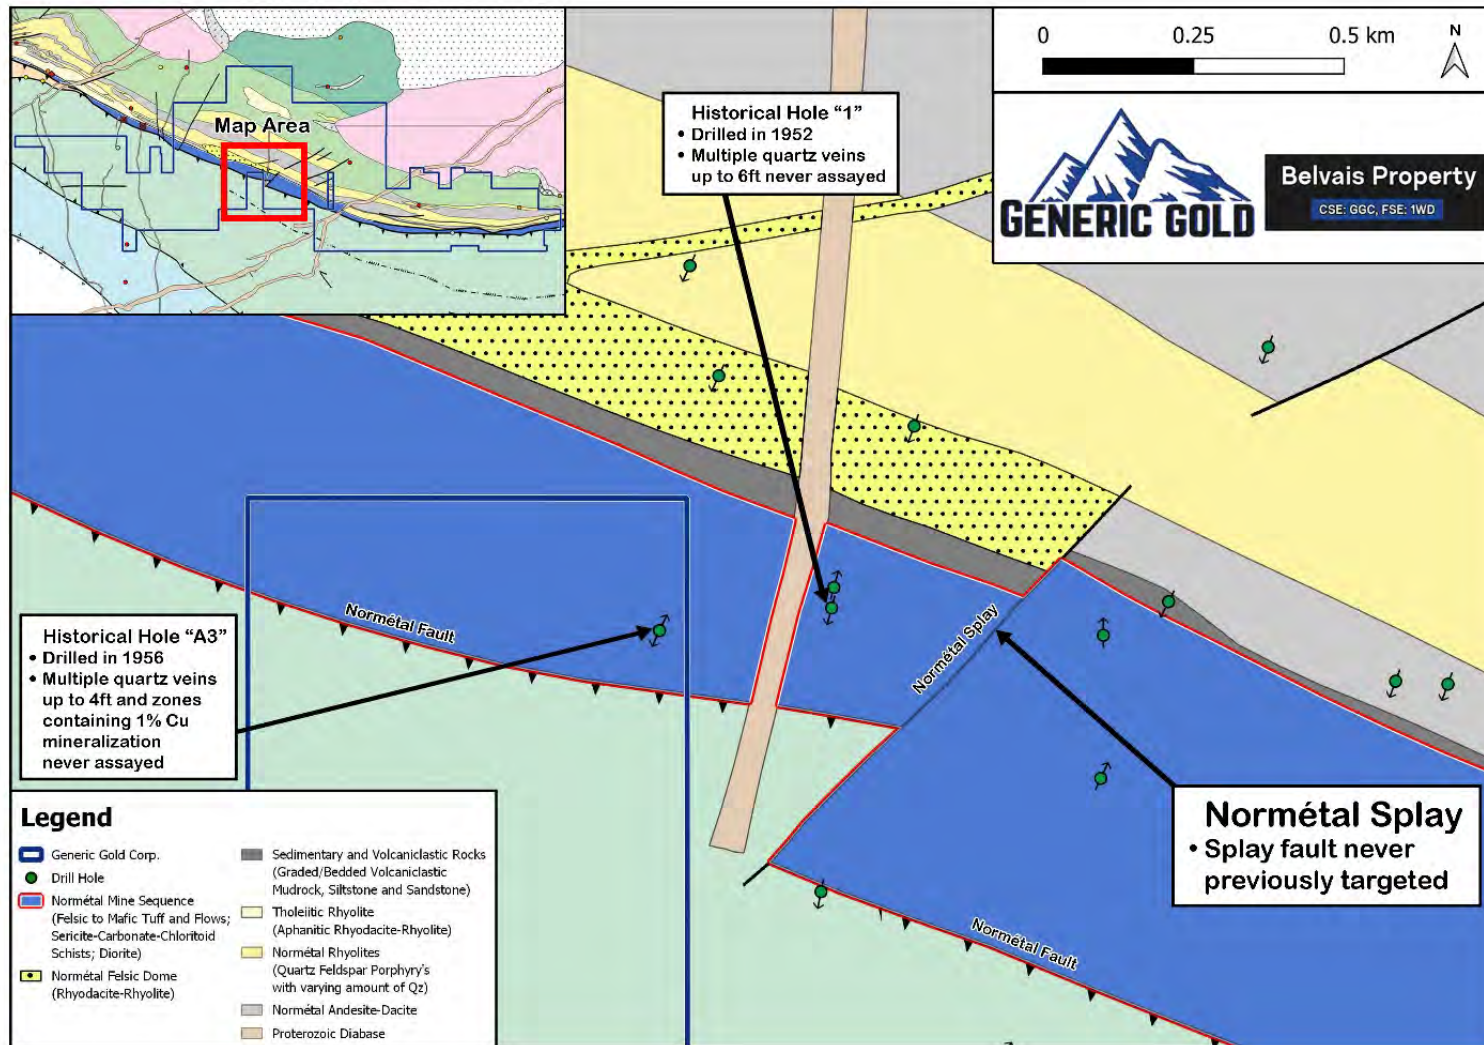 Map Area
Historical Hole "1"
• Drilled in 1952
• Multiple quartz veins
up to 6ft never assayed
0 0.25 0.5 km
N
GENERIC GOLD
Belvais Property
CSE: GGC, FSE: 1WD
Normétal Fault
Normétal Splay
Historical Hole "A3"
• Drilled in 1956
• Multiple quartz veins
up to 4ft and zones
containing 1% Cu
mineralization
never assayed
Normétal Splay
• Splay fault never
previously targeted
Normétal Fault
Legend
Generic Gold Corp.
Drill Hole
Normétal Mine Sequence
(Felsic to Mafic Tuff and Flows;
Sericite-Carbonate-Chloritoid
Schists; Diorite)
Normétal Felsic Dome
(Rhyodacite-Rhyolite)
Sedimentary and Volcaniclastic Rocks
(Graded/Bedded Volcaniclastic
Mudrock, Siltstone and Sandstone)
Tholeiitic Rhyolite
(Aphanitic Rhyodacite-Rhyolite)
Normétal Rhyolites
(Quartz Feldspar Porphyry's
with varying amount of Qz)
Normétal Andesite-Dacite
Proterozoic Diabase